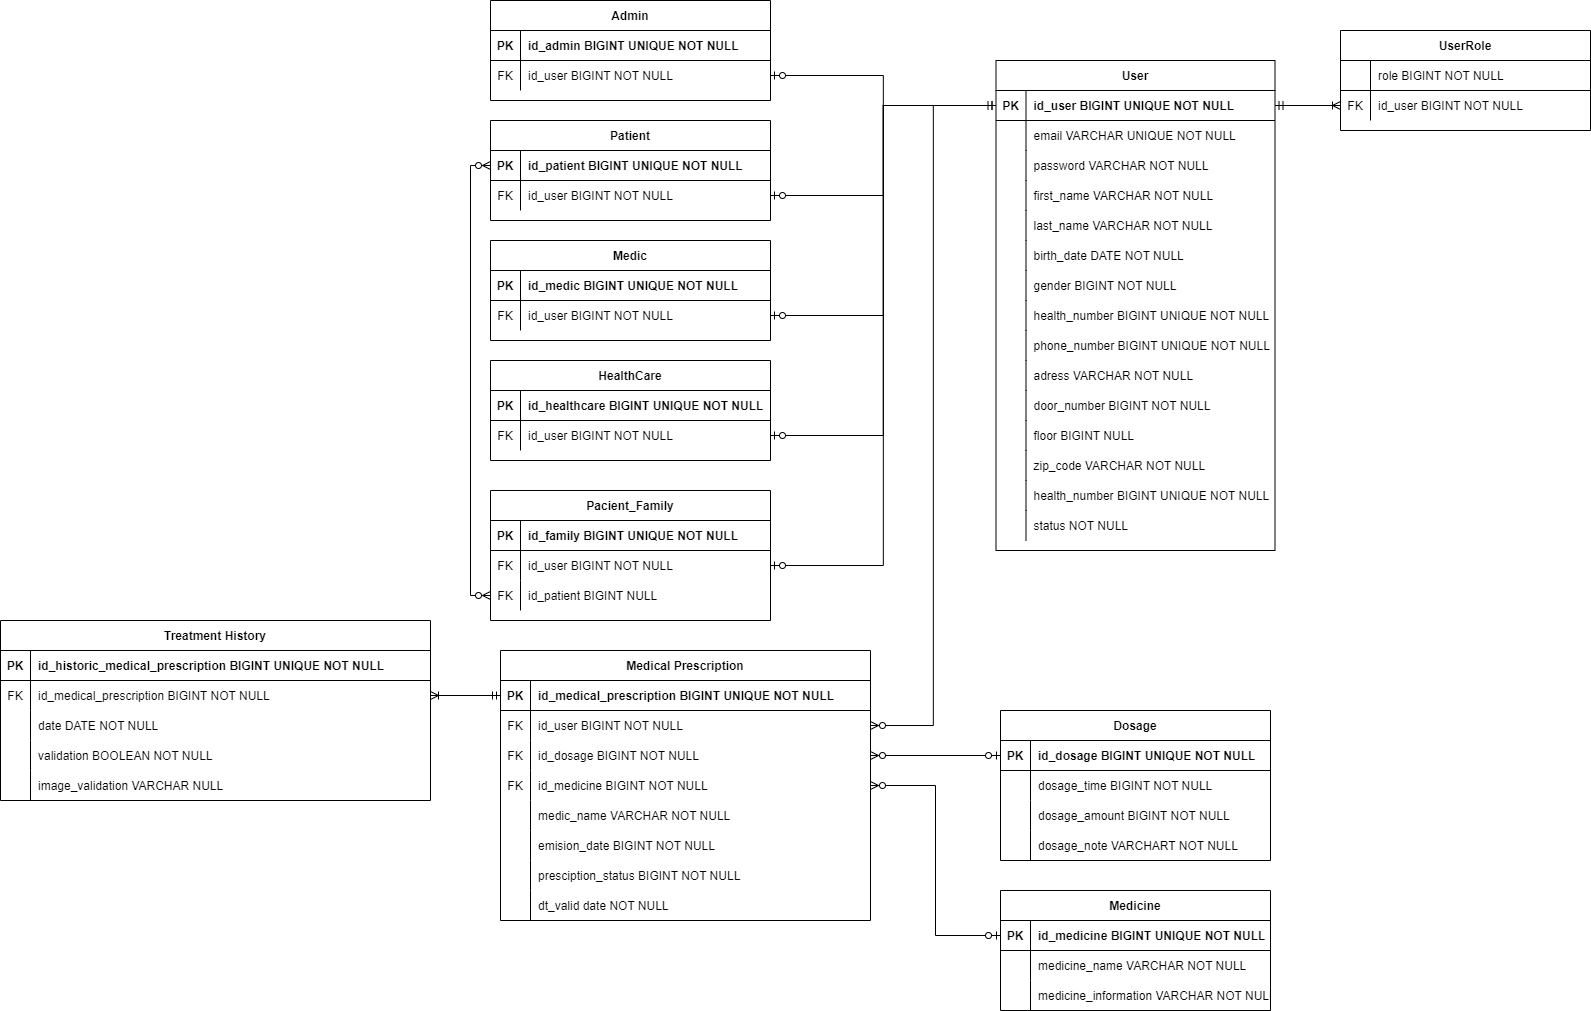 Admin
PK id_admin BIGINT UNIQUE NOT NULL
FK id_user BIGINT NOT NULL
Patient
PK id_patient BIGINT UNIQUE NOT NULL
FK id_user BIGINT NOT NULL
Medic
PK id_medic BIGINT UNIQUE NOT NULL
FK id_user BIGINT NOT NULL
HealthCare
PK id_healthcare BIGINT UNIQUE NOT NULL
FK id_user BIGINT NOT NULL
Pacient_Family
PK id_family BIGINT UNIQUE NOT NULL
FK id_user BIGINT NOT NULL
FK id_patient BIGINT NULL
User
PK id_user BIGINT UNIQUE NOT NULL
email VARCHAR UNIQUE NOT NULL
password VARCHAR NOT NULL
first_name VARCHAR NOT NULL
last_name VARCHAR NOT NULL
birth_date DATE NOT NULL
gender BIGINT NOT NULL
health_number BIGINT UNIQUE NOT NULL
phone_number BIGINT UNIQUE NOT NULL
adress VARCHAR NOT NULL
door_number BIGINT NOT NULL
floor BIGINT NULL
zip_code VARCHAR NOT NULL
health_number BIGINT UNIQUE NOT NULL
status NOT NULL
UserRole
role BIGINT NOT NULL
FK id_user BIGINT NOT NULL
Treatment History
PK id_historic_medical_prescription BIGINT UNIQUE NOT NULL
FK id_medical_prescription BIGINT NOT NULL
date DATE NOT NULL
validation BOOLEAN NOT NULL
image_validation VARCHAR NULL
Medical Prescription
PK id_medical_prescription BIGINT UNIQUE NOT NULL
FK id_user BIGINT NOT NULL
FK id_dosage BIGINT NOT NULL
FK id_medicine BIGINT NOT NULL
medic_name VARCHAR NOT NULL
emision_date BIGINT NOT NULL
presciption_status BIGINT NOT NULL
dt_valid date NOT NULL
Dosage
PK id_dosage BIGINT UNIQUE NOT NULL
dosage_time BIGINT NOT NULL
dosage_amount BIGINT NOT NULL
dosage_note VARCHART NOT NULL
Medicine
PK id_medicine BIGINT UNIQUE NOT NULL
medicine_name VARCHAR NOT NULL
medicine_information VARCHAR NOT NUL